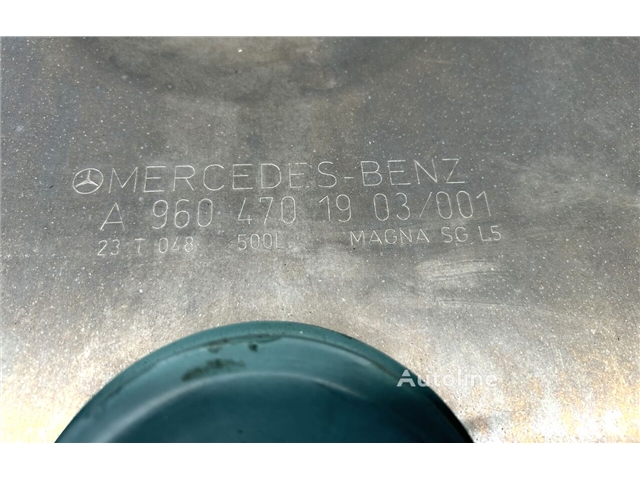 MERCEDES-BENZ
A 960 470 19 03/001
23 T 048 500L MAGNA SG L5
Autoline